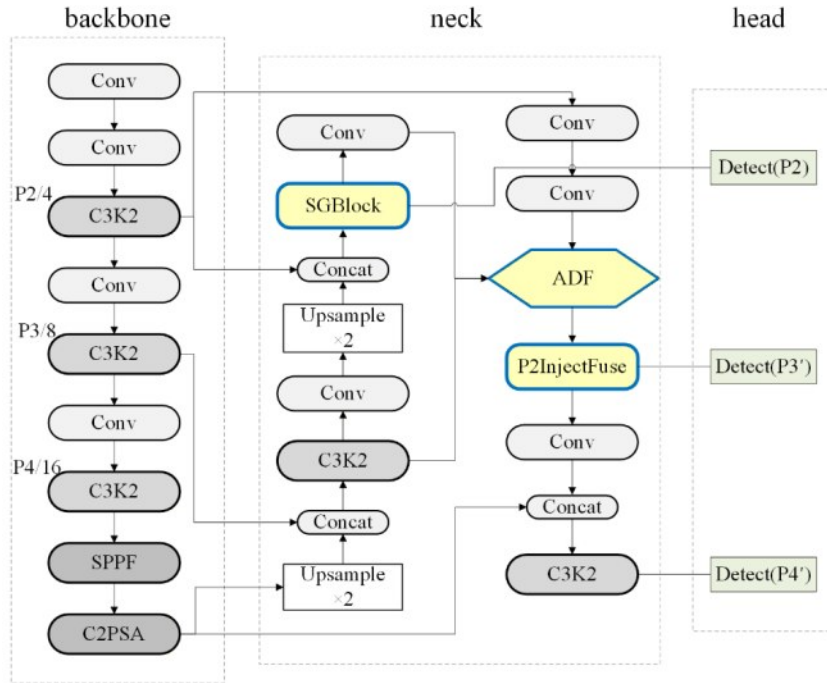 backbone
neck
head
Conv
Conv
P2/4
C3K2
Conv
P3/8
C3K2
Conv
P4/16
C3K2
SPPF
C2PSA
Conv
SGBlock
Concat
Upsample
×2
Conv
C3K2
Concat
Upsample
×2
Conv
Conv
ADF
P2InjectFuse
Conv
Concat
C3K2
Detect(P2)
Detect(P3′)
Detect(P4′)